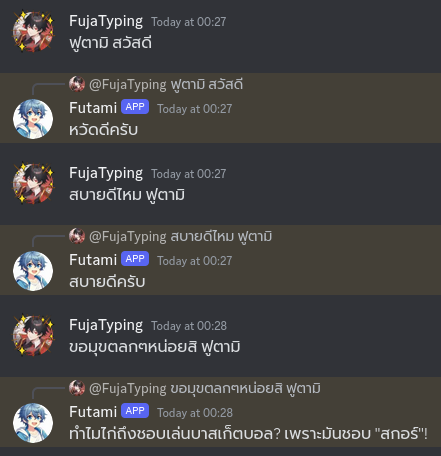 FujaTyping Today at 00:27
ฟูตามิ สวัสดี
@FujaTyping ฟูตามิ สวัสดี
Futami APP Today at 00:27
หวัดดีครับ
FujaTyping Today at 00:27
สบายดีไหม ฟูตามิ
@FujaTyping สบายดีไหม ฟูตามิ
Futami APP Today at 00:27
สบายดีครับ
FujaTyping Today at 00:28
ขอมุขตลกๆหน่อยสิ ฟูตามิ
@FujaTyping ขอมุขตลกๆหน่อยสิ ฟูตามิ
Futami APP Today at 00:28
ทำไมไก่ถึงชอบเล่นบาสเก็ตบอล? เพราะมันชอบ "สกอร์"!